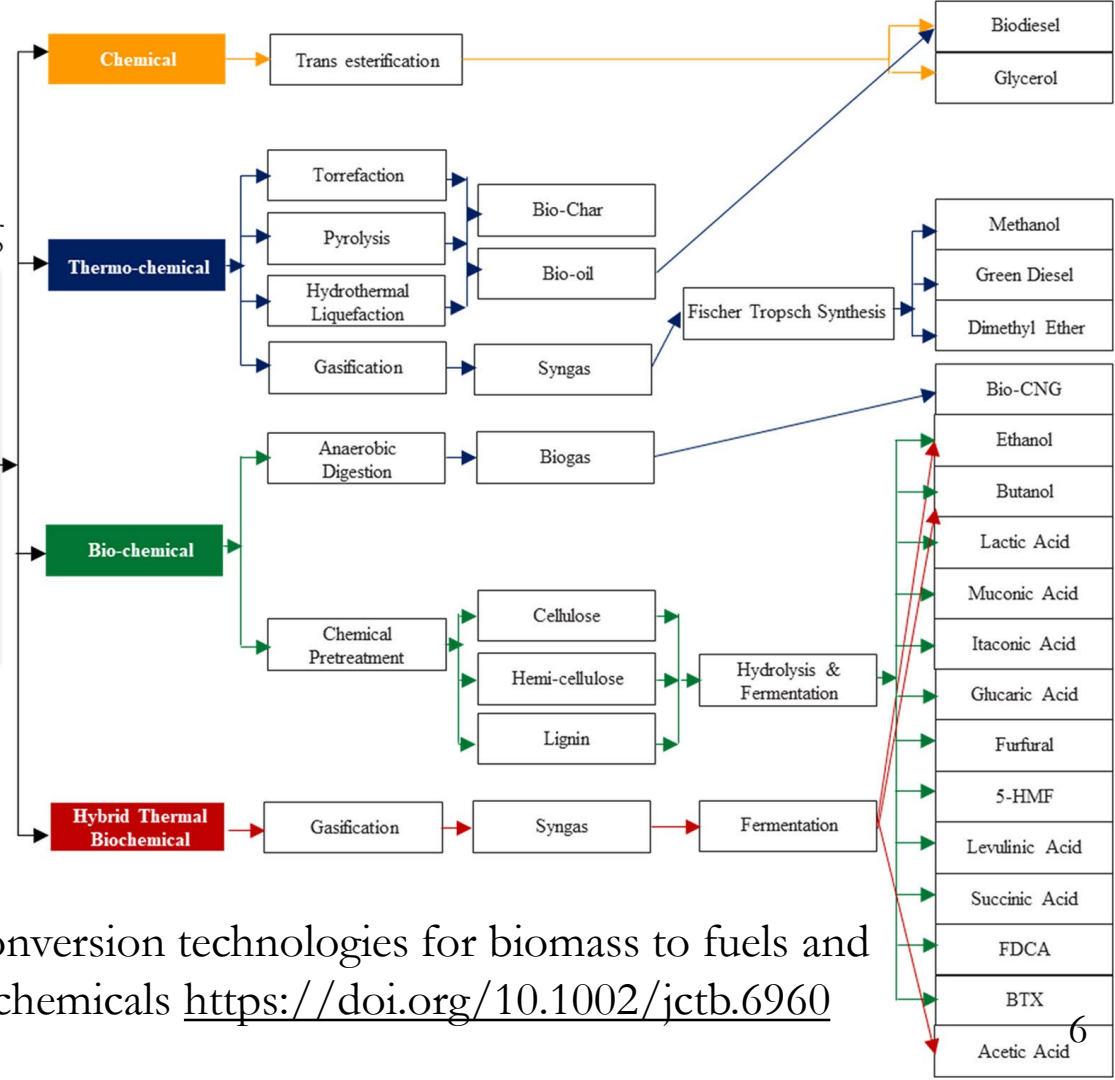 Chemical
Trans esterification
Biodiesel
Glycerol
Thermo-chemical
Torrefaction
Pyrolysis
Hydrothermal
Liquefaction
Gasification
Bio-Char
Bio-oil
Syngas
Fischer Tropsch Synthesis
Methanol
Green Diesel
Dimethyl Ether
Bio-chemical
Anaerobic
Digestion
Biogas
Bio-CNG
Chemical
Pretreatment
Cellulose
Hemi-cellulose
Lignin
Hydrolysis &
Fermentation
Ethanol
Butanol
Lactic Acid
Muconic Acid
Itaconic Acid
Glucaric Acid
Furfural
5-HMF
Levulinic Acid
Succinic Acid
FDCA
BTX
Acetic Acid
Hybrid Thermal
Biochemical
Gasification
Syngas
Fermentation
onversion technologies for biomass to fuels and
chemicals https://doi.org/10.1002/jctb.6960
6